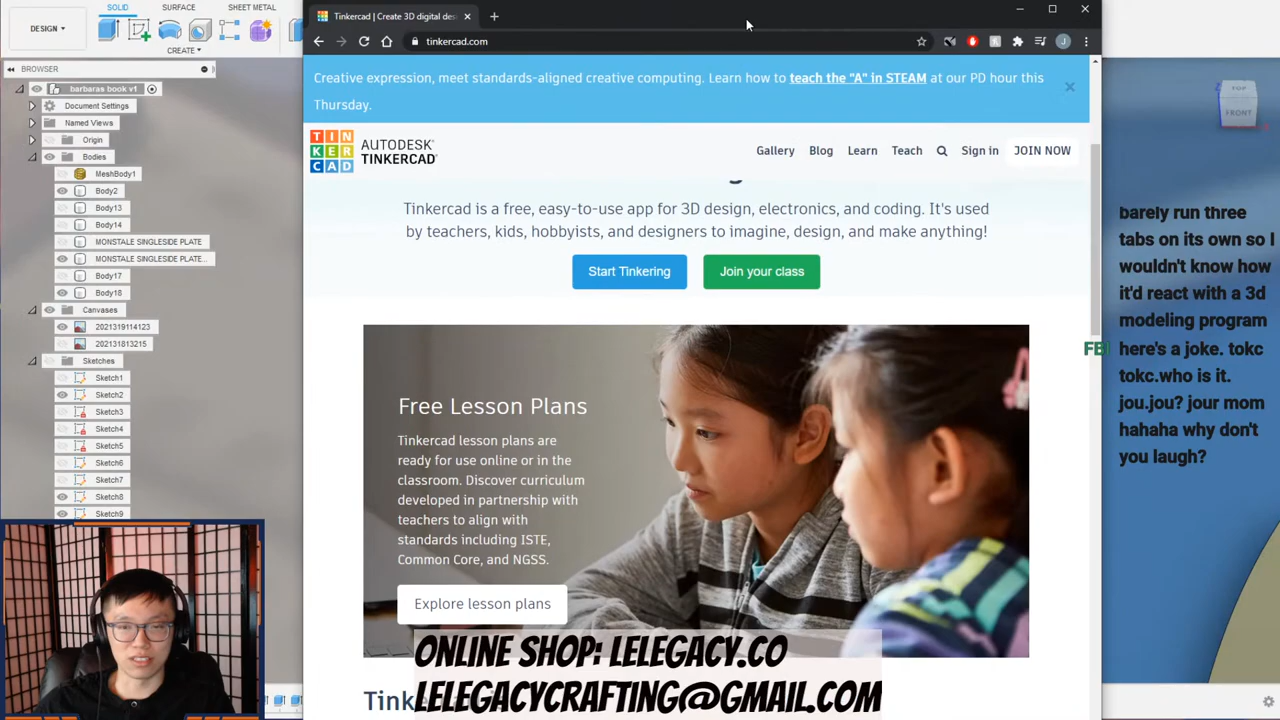 SOLID
SURFACE
SHEET METAL
DESIGN
CREATE
BROWSER
barbaras book v1
Document Settings
Named Views
Origin
Bodies
MeshBody1
Body2
Body13
Body14
MONSTALE SINGLESIDE PLATE
MONSTALE SINGLESIDE PLATE...
Body17
Body18
Canvases
2021319114123
202131813215
Sketches
Sketch1
Sketch2
Sketch3
Sketch4
Sketch5
Sketch6
Sketch7
Sketch8
Sketch9
Tinkercad | Create 3D digital des
tinkercad.com
J
Creative expression, meet standards-aligned creative computing. Learn how to teach the "A" in STEAM at our PD hour this
Thursday.
TIN
KER
CAD
AUTODESK
TINKERCAD
Gallery
Blog
Learn
Teach
Sign in
JOIN NOW
Tinkercad is a free, easy-to-use app for 3D design, electronics, and coding. It's used
by teachers, kids, hobbyists, and designers to imagine, design, and make anything!
Start Tinkering
Join your class
Free Lesson Plans
Tinkercad lesson plans are
ready for use online or in the
classroom. Discover curriculum
developed in partnership with
teachers to align with
standards including ISTE,
Common Core, and NGSS.
Explore lesson plans
Tinke
ONLINE SHOP: LELEGACY.CO
LELEGACYCRAFTING@GMAIL.COM
TOP
FRONT
barely run three
tabs on its own so I
wouldn't know how
it'd react with a 3d
modeling program
FBI
here's a joke. tokc
tokc.who is it.
jou.jou? jour mom
hahaha why don't
you laugh?